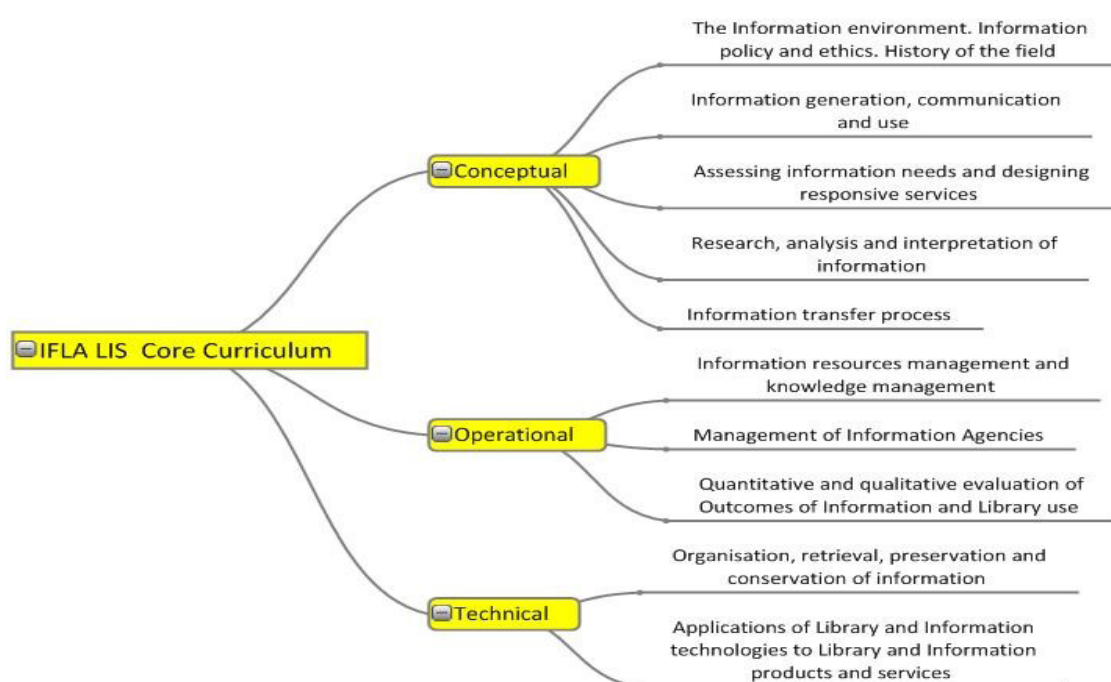 The Information environment. Information
policy and ethics. History of the field
Information generation, communication
and use
Conceptual
Assessing information needs and designing
responsive services
Research, analysis and interpretation of
information
Information transfer process
IFLA LIS  Core Curriculum
Information resources management and
knowledge management
Operational
Management of Information Agencies
Quantitative and qualitative evaluation of
Outcomes of Information and Library use
Organisation, retrieval, preservation and
conservation of information
Technical
Applications of Library and Information
technologies to Library and Information
products and services